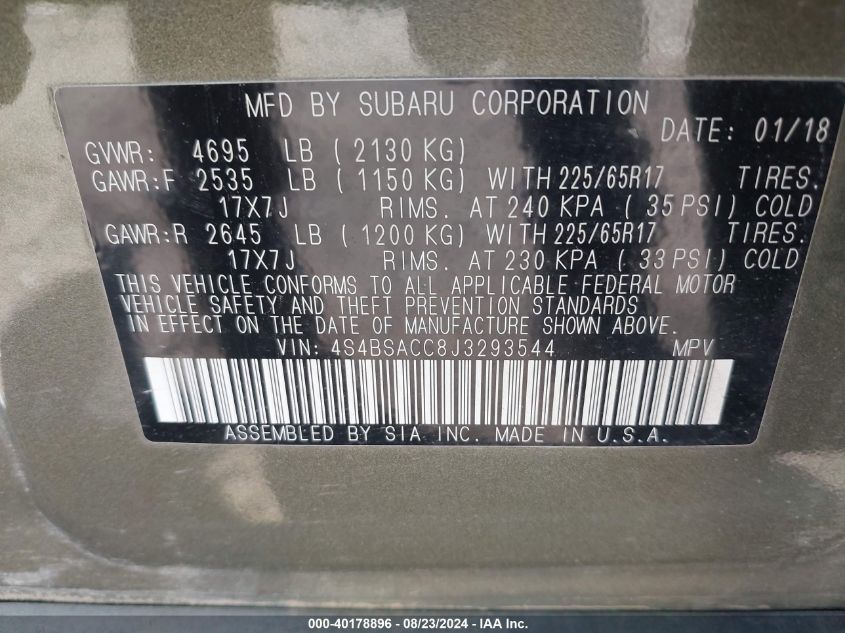 MFD BY SUBARU CORPORATION
DATE: 01/18
GVWR: 4695 LB ( 2130 KG)
GAWR:F 2535 LB ( 1150 KG) WITH 225/65R17 TIRES.
17X7J RIMS. AT 240 KPA ( 35 PSI) COLD
GAWR:R 2645 LB ( 1200 KG) WITH 225/65R17 TIRES.
17X7J RIMS. AT 230 KPA ( 33 PSI) COLD
THIS VEHICLE CONFORMS TO ALL APPLICABLE FEDERAL MOTOR
VEHICLE SAFETY AND THEFT PREVENTION STANDARDS
IN EFFECT ON THE DATE OF MANUFACTURE SHOWN ABOVE.
VIN: 4S4BSACC8J3293544 MPV
ASSEMBLED BY SIA INC. MADE IN U.S.A.
000-40178896 - 08/23/2024 - IAA Inc.